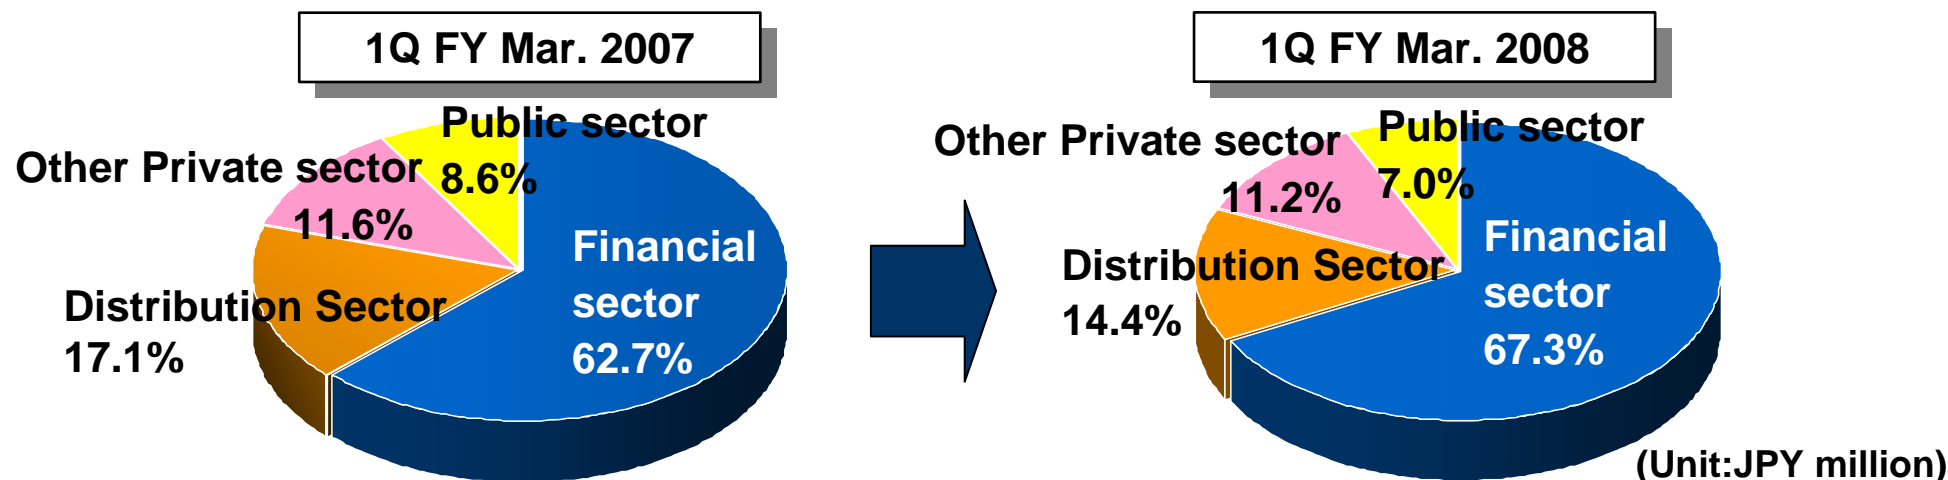 1Q FY Mar. 2007
Public sector
8.6%
Other Private sector
11.6%
Distribution Sector
17.1%
Financial
sector
62.7%
1Q FY Mar. 2008
Public sector
7.0%
Other Private sector
11.2%
Distribution Sector
14.4%
Financial
sector
67.3%
(Unit:JPY million)